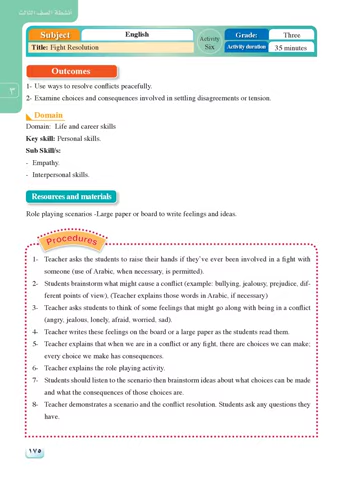 أنشطة الصف الثالث
٣
Subject
English
Activity
Six
Grade:
Three
Title: Fight Resolution
Activity duration
35 minutes
Outcomes
1- Use ways to resolve conflicts peacefully.
2- Examine choices and consequences involved in settling disagreements or tension.
Domain
Domain: Life and career skills
Key skill: Personal skills.
Sub Skill/s:
- Empathy.
- Interpersonal skills.
Resources and materials
Role playing scenarios -Large paper or board to write feelings and ideas.
Procedures
1- Teacher asks the students to raise their hands if they've ever been involved in a fight with
someone (use of Arabic, when necessary, is permitted).
2- Students brainstorm what might cause a conflict (example: bullying, jealousy, prejudice, dif-
ferent points of view), (Teacher explains those words in Arabic, if necessary)
3- Teacher asks students to think of some feelings that might go along with being in a conflict
(angry, jealous, lonely, afraid, worried, sad).
4- Teacher writes these feelings on the board or a large paper as the students read them.
5- Teacher explains that when we are in a conflict or any fight, there are choices we can make;
every choice we make has consequences.
6- Teacher explains the role playing activity.
7- Students should listen to the scenario then brainstorm ideas about what choices can be made
and what the consequences of those choices are.
8- Teacher demonstrates a scenario and the conflict resolution. Students ask any questions they
have.
١٧٥